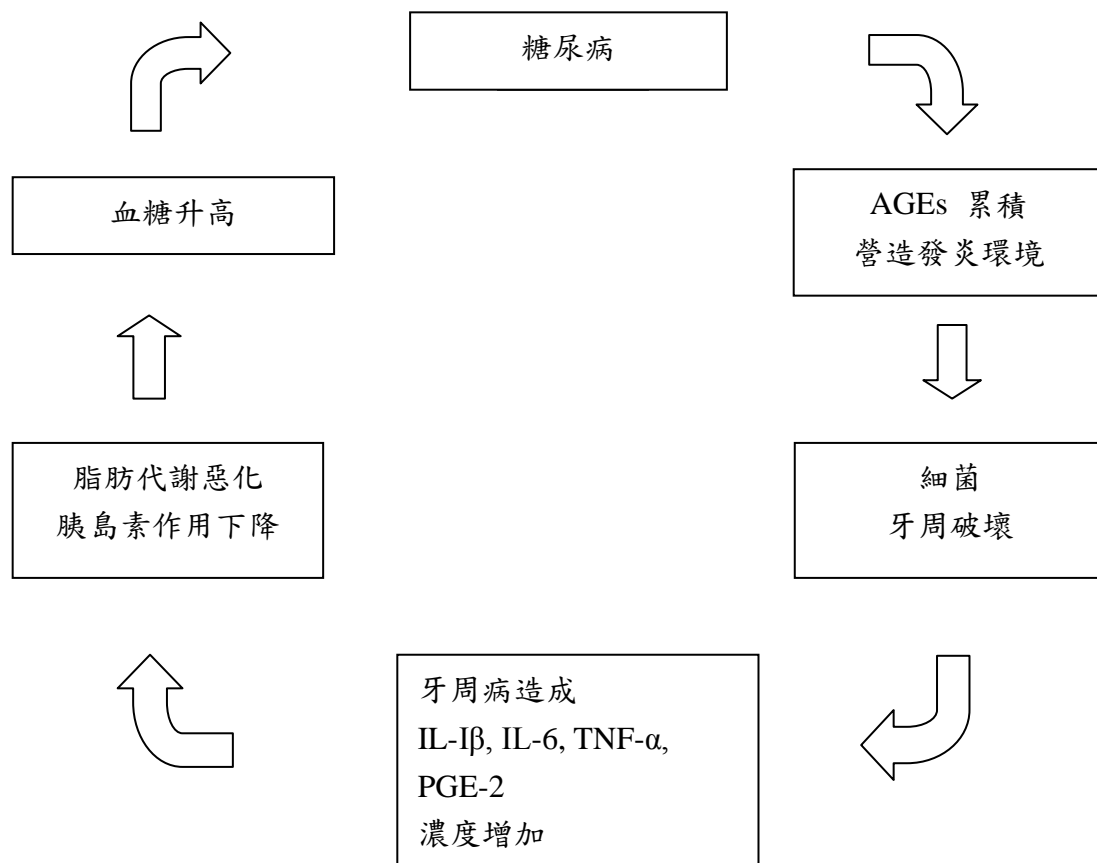 糖尿病
AGEs 累積
營造發炎環境
細菌
牙周破壞
牙周病造成
IL-Iβ, IL-6, TNF-α,
PGE-2
濃度增加
脂肪代謝惡化
胰島素作用下降
血糖升高